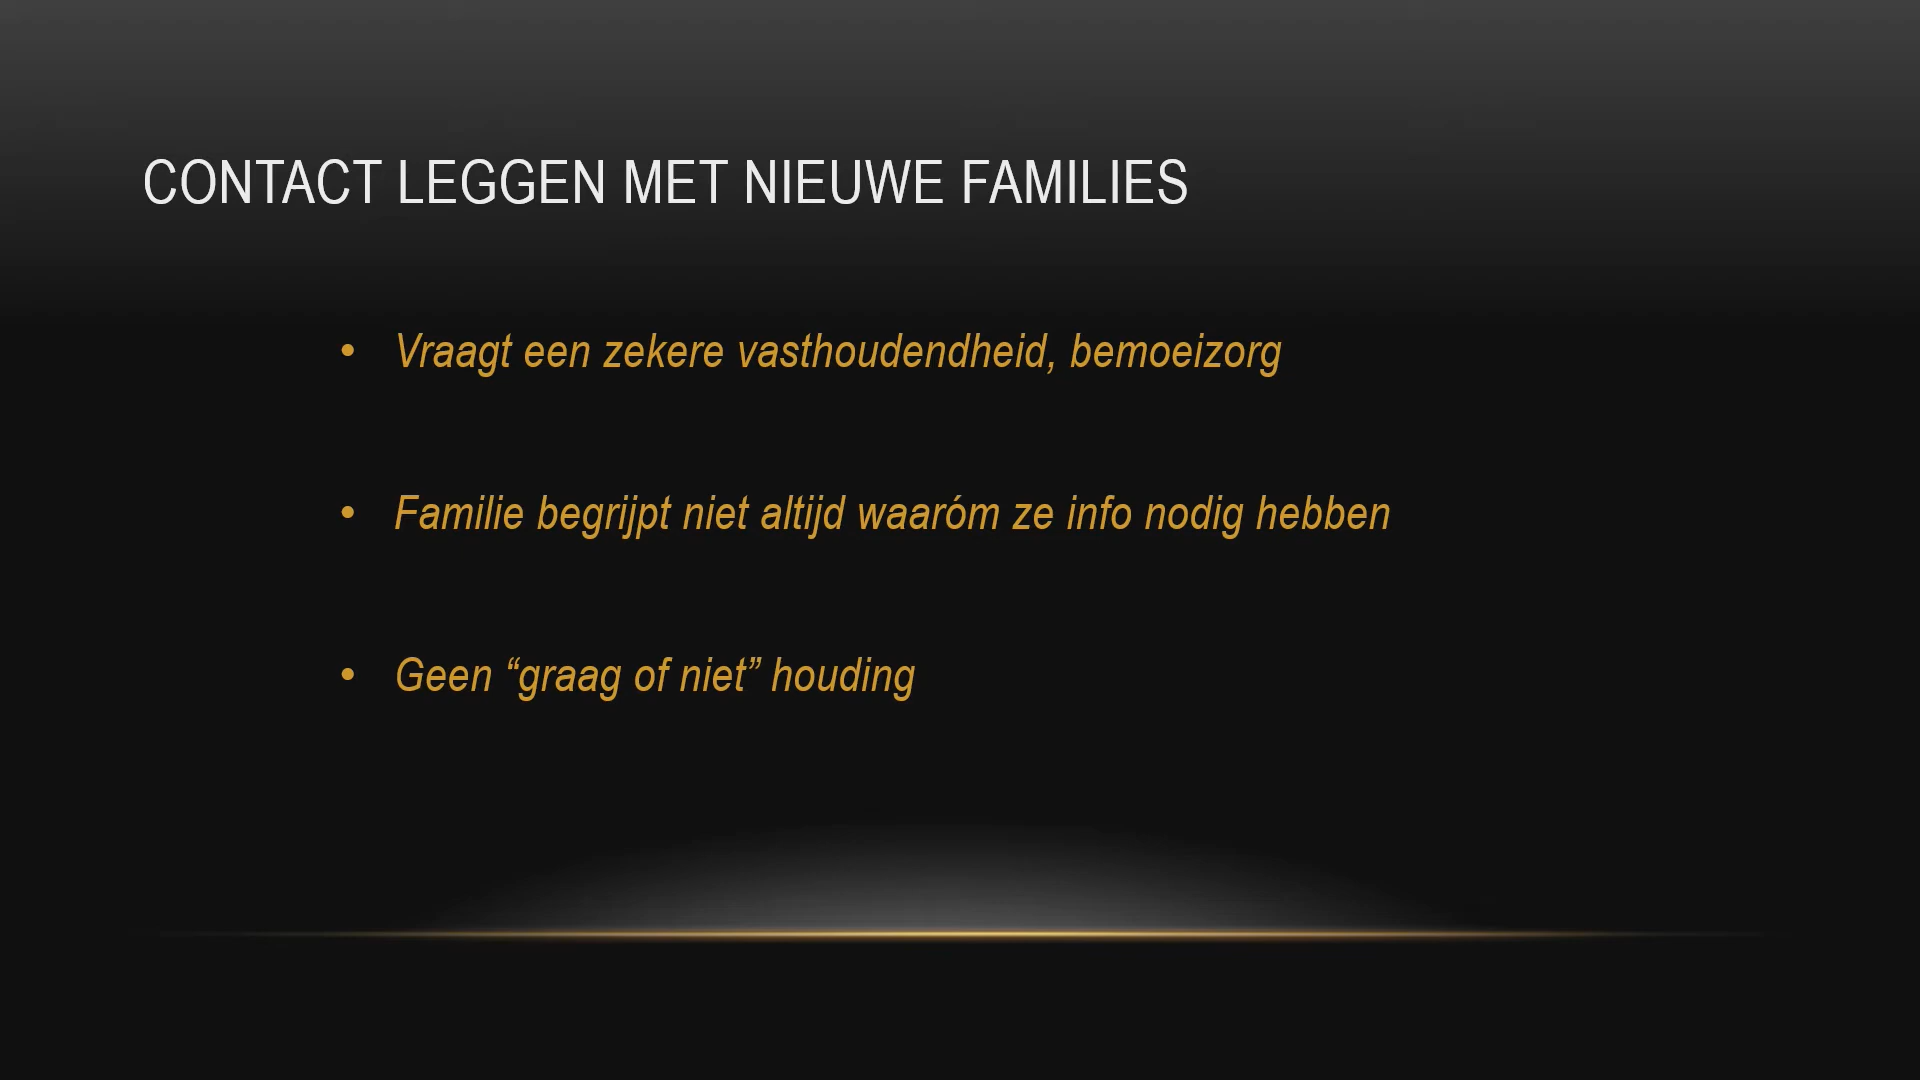 CONTACT LEGGEN MET NIEUWE FAMILIES
• Vraagt een zekere vasthoudendheid, bemoeizorg
• Familie begrijpt niet altijd waaróm ze info nodig hebben
• Geen “graag of niet” houding